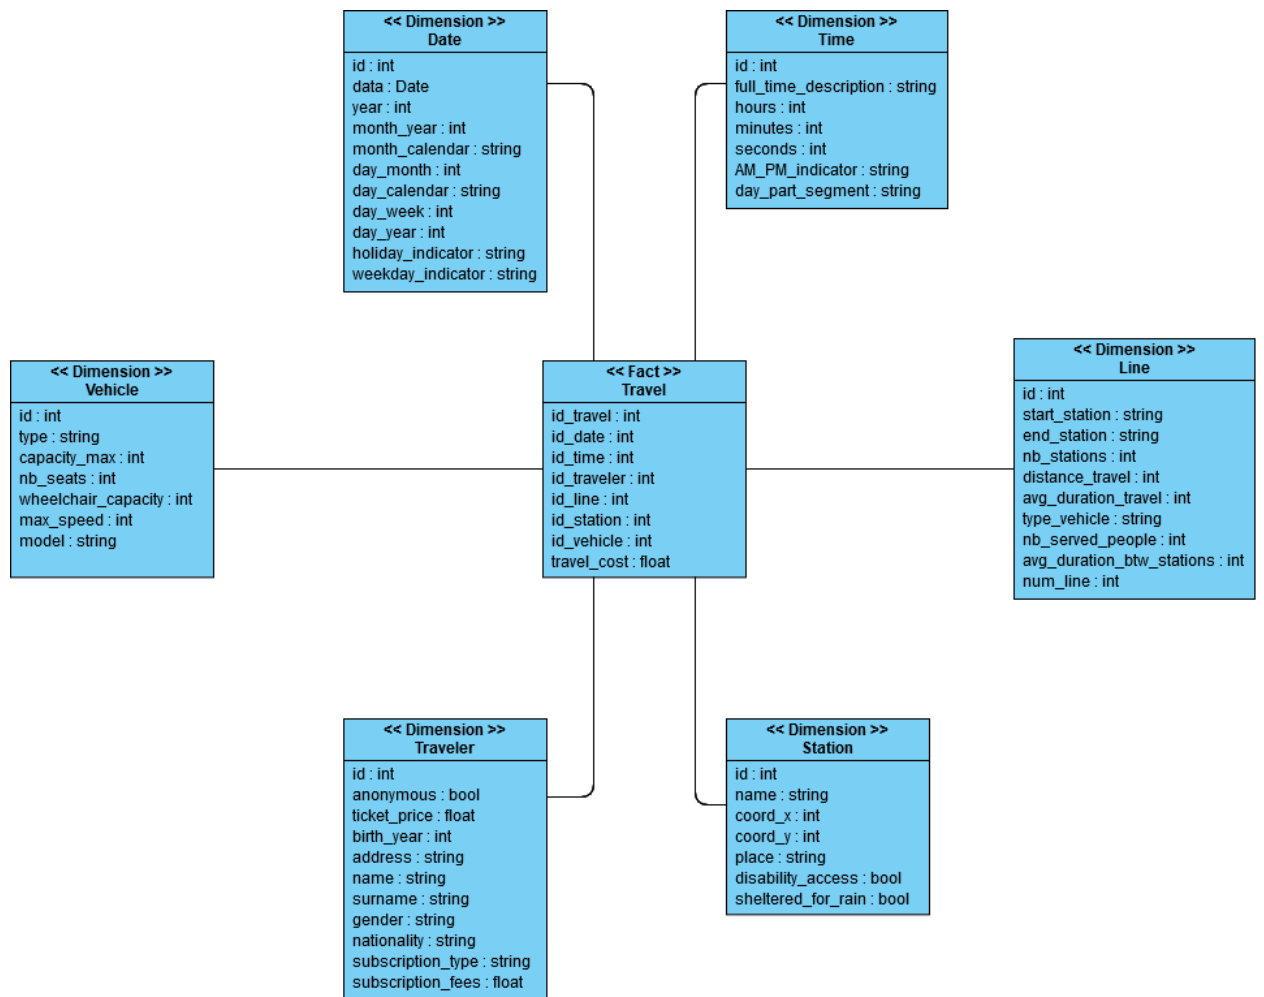 << Dimension >>
Date
id : int
data : Date
year : int
month_year : int
month_calendar : string
day_month : int
day_calendar : string
day_week : int
day_year : int
holiday_indicator : string
weekday_indicator : string
<< Dimension >>
Time
id : int
full_time_description : string
hours : int
minutes : int
seconds : int
AM_PM_indicator : string
day_part_segment : string
<< Dimension >>
Vehicle
id : int
type : string
capacity_max : int
nb_seats : int
wheelchair_capacity : int
max_speed : int
model : string
<< Fact >>
Travel
id_travel : int
id_date : int
id_time : int
id_traveler : int
id_line : int
id_station : int
id_vehicle : int
travel_cost : float
<< Dimension >>
Line
id : int
start_station : string
end_station : string
nb_stations : int
distance_travel : int
avg_duration_travel : int
type_vehicle : string
nb_served_people : int
avg_duration_btw_stations : int
num_line : int
<< Dimension >>
Traveler
id : int
anonymous : bool
ticket_price : float
birth_year : int
address : string
name : string
surname : string
gender : string
nationality : string
subscription_type : string
subscription_fees : float
<< Dimension >>
Station
id : int
name : string
coord_x : int
coord_y : int
place : string
disability_access : bool
sheltered_for_rain : bool